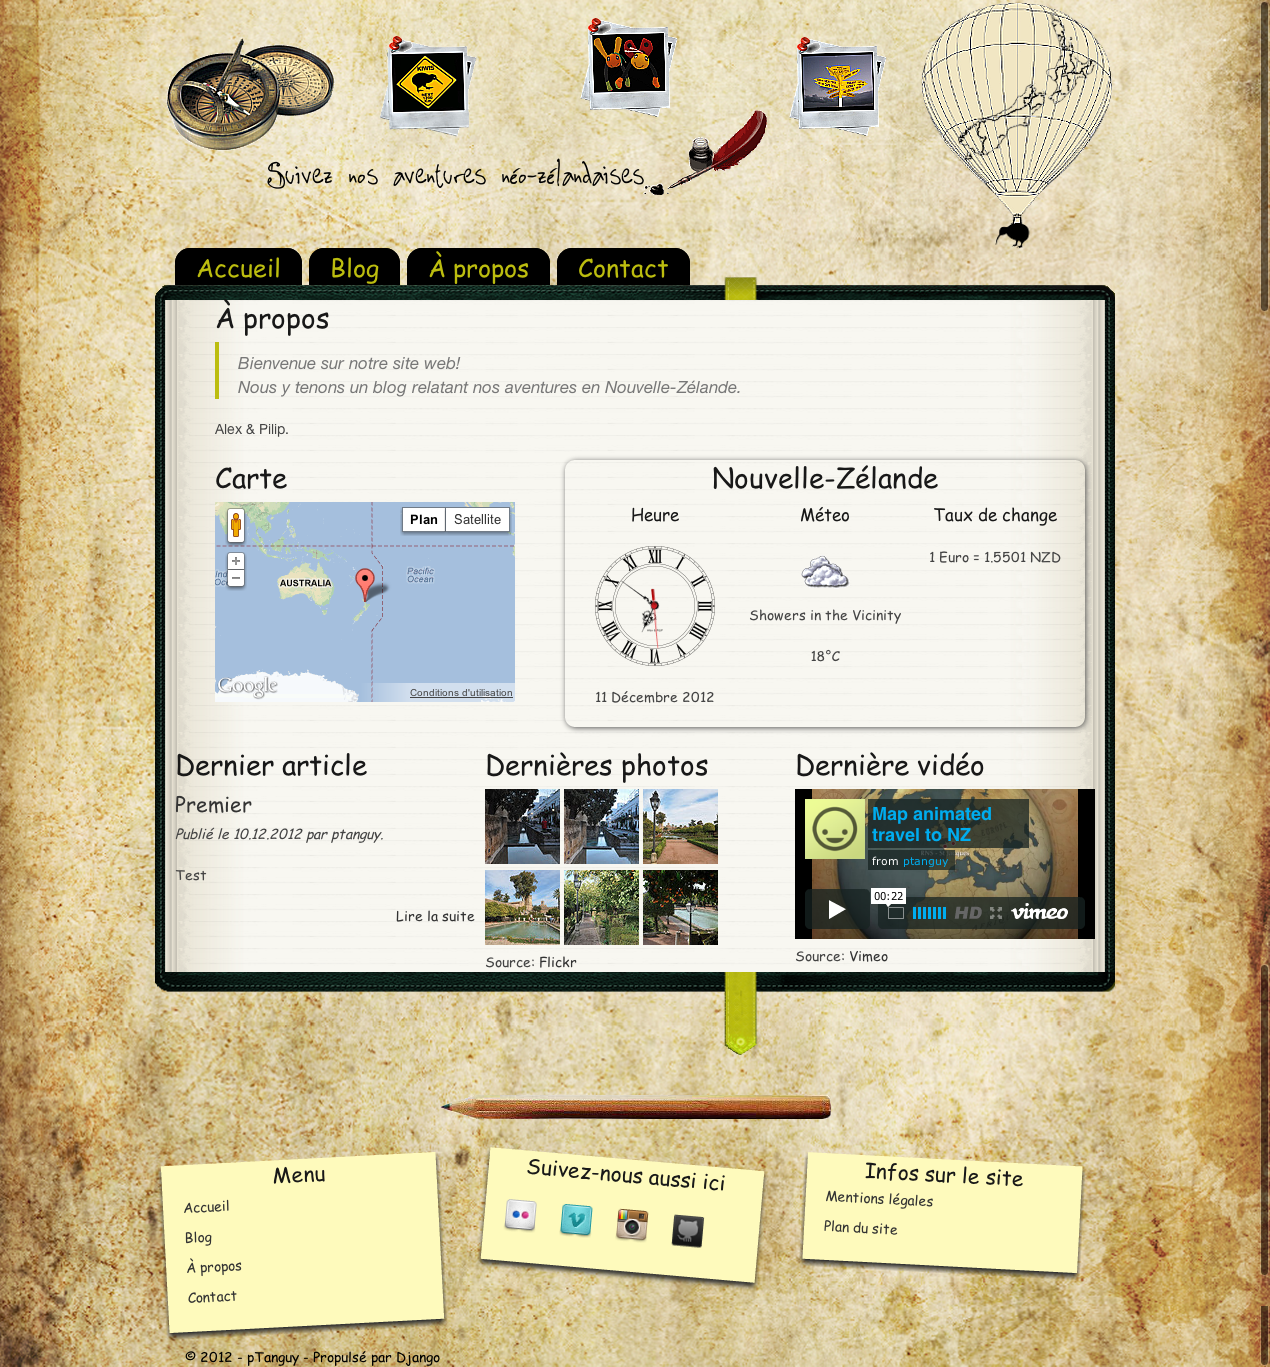 KIWIS
Suivez nos aventures néo-zélandaises...
Accueil
Blog
À propos
Contact
À propos
Bienvenue sur notre site web!
Nous y tenons un blog relatant nos aventures en Nouvelle-Zélande.
Alex & Pilip.
Carte
Plan
Satellite
AUSTRALIA
Pacific
Ocean
Google
Conditions d'utilisation
Nouvelle-Zélande
Heure
Méteo
Taux de change
1 Euro = 1.5501 NZD
Showers in the Vicinity
18°C
11 Décembre 2012
Dernier article
Premier
Publié le 10.12.2012 par ptanguy.
Test
Lire la suite
Dernières photos
Source: Flickr
Dernière vidéo
Map animated
travel to NZ
from ptanguy
00:22
HD
vimeo
Source: Vimeo
Menu
Accueil
Blog
À propos
Contact
Suivez-nous aussi ici
Infos sur le site
Mentions légales
Plan du site
© 2012 - pTanguy - Propulsé par Django